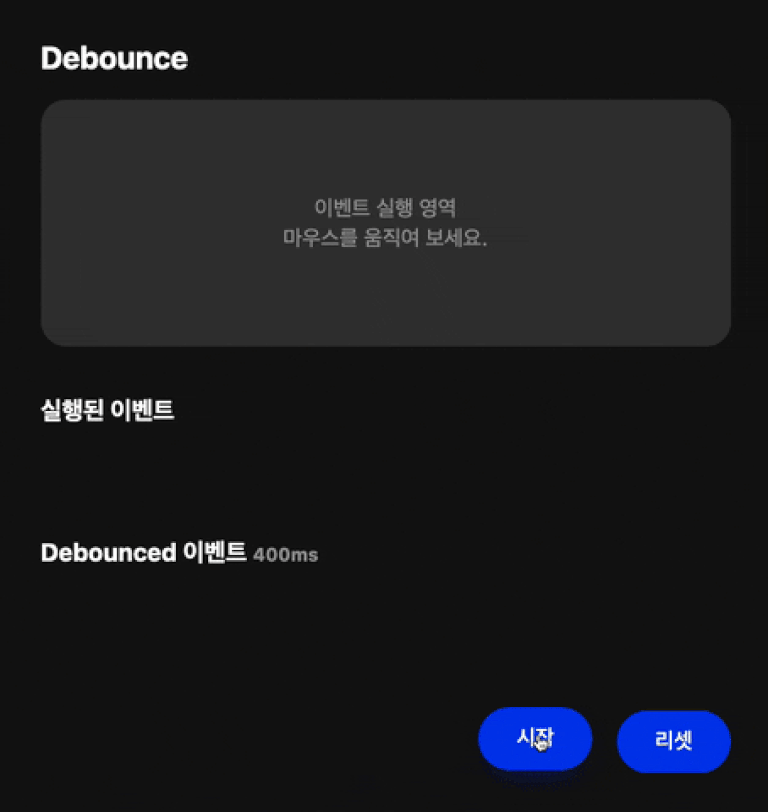 Debounce
이벤트 실행 영역
마우스를 움직여 보세요.
실행된 이벤트
Debounced 이벤트 400ms
시작
리셋